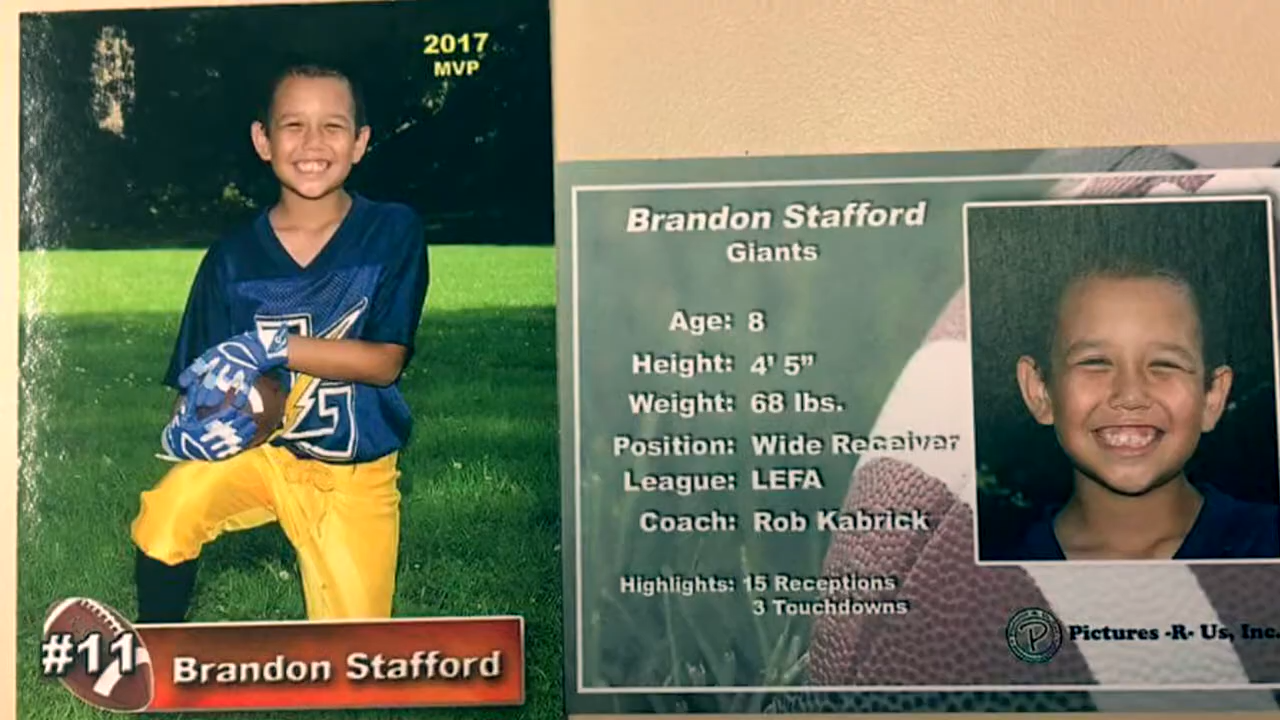 2017
MVP
#11
Brandon Stafford
Brandon Stafford
Giants
Age: 8
Height: 4' 5"
Weight: 68 lbs.
Position: Wide Receiver
League: LEFA
Coach: Rob Kabrick
Highlights: 15 Receptions
3 Touchdowns
P
Pictures -R- Us, Inc.